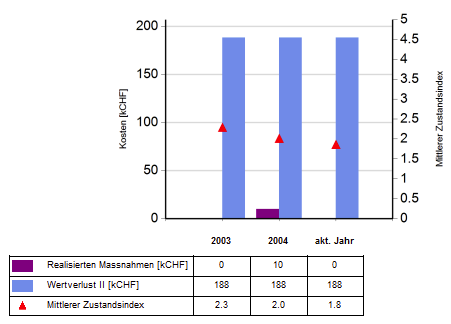 200
150
100
50
0
Kosten [kCHF]
5
4.5
4
3.5
3
2.5
2
1.5
1
0.5
0
Mittlerer Zustandsindex
2003 2004 akt. Jahr
Realisierten Massnahmen [kCHF] 0 10 0
Wertverlust II [kCHF] 188 188 188
Mittlerer Zustandsindex 2.3 2.0 1.8